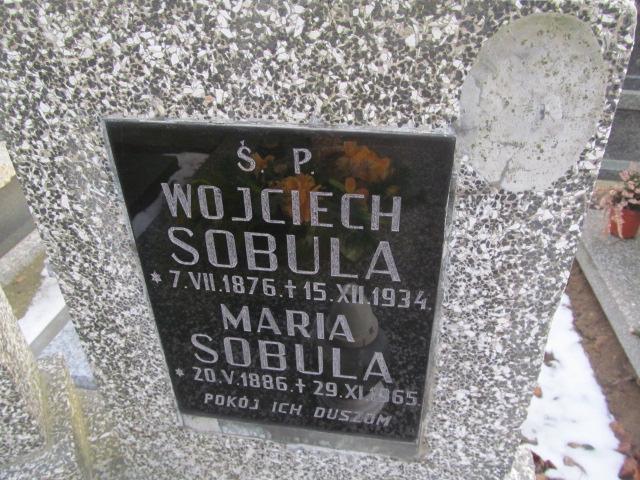 Ś. P.
WOJCIECH
SOBULA
* 7.VII.1876. + 15.XII.1934.
MARIA
SOBULA
* 20.V.1886. + 29.XI.1965.
POKÓJ ICH DUSZOM